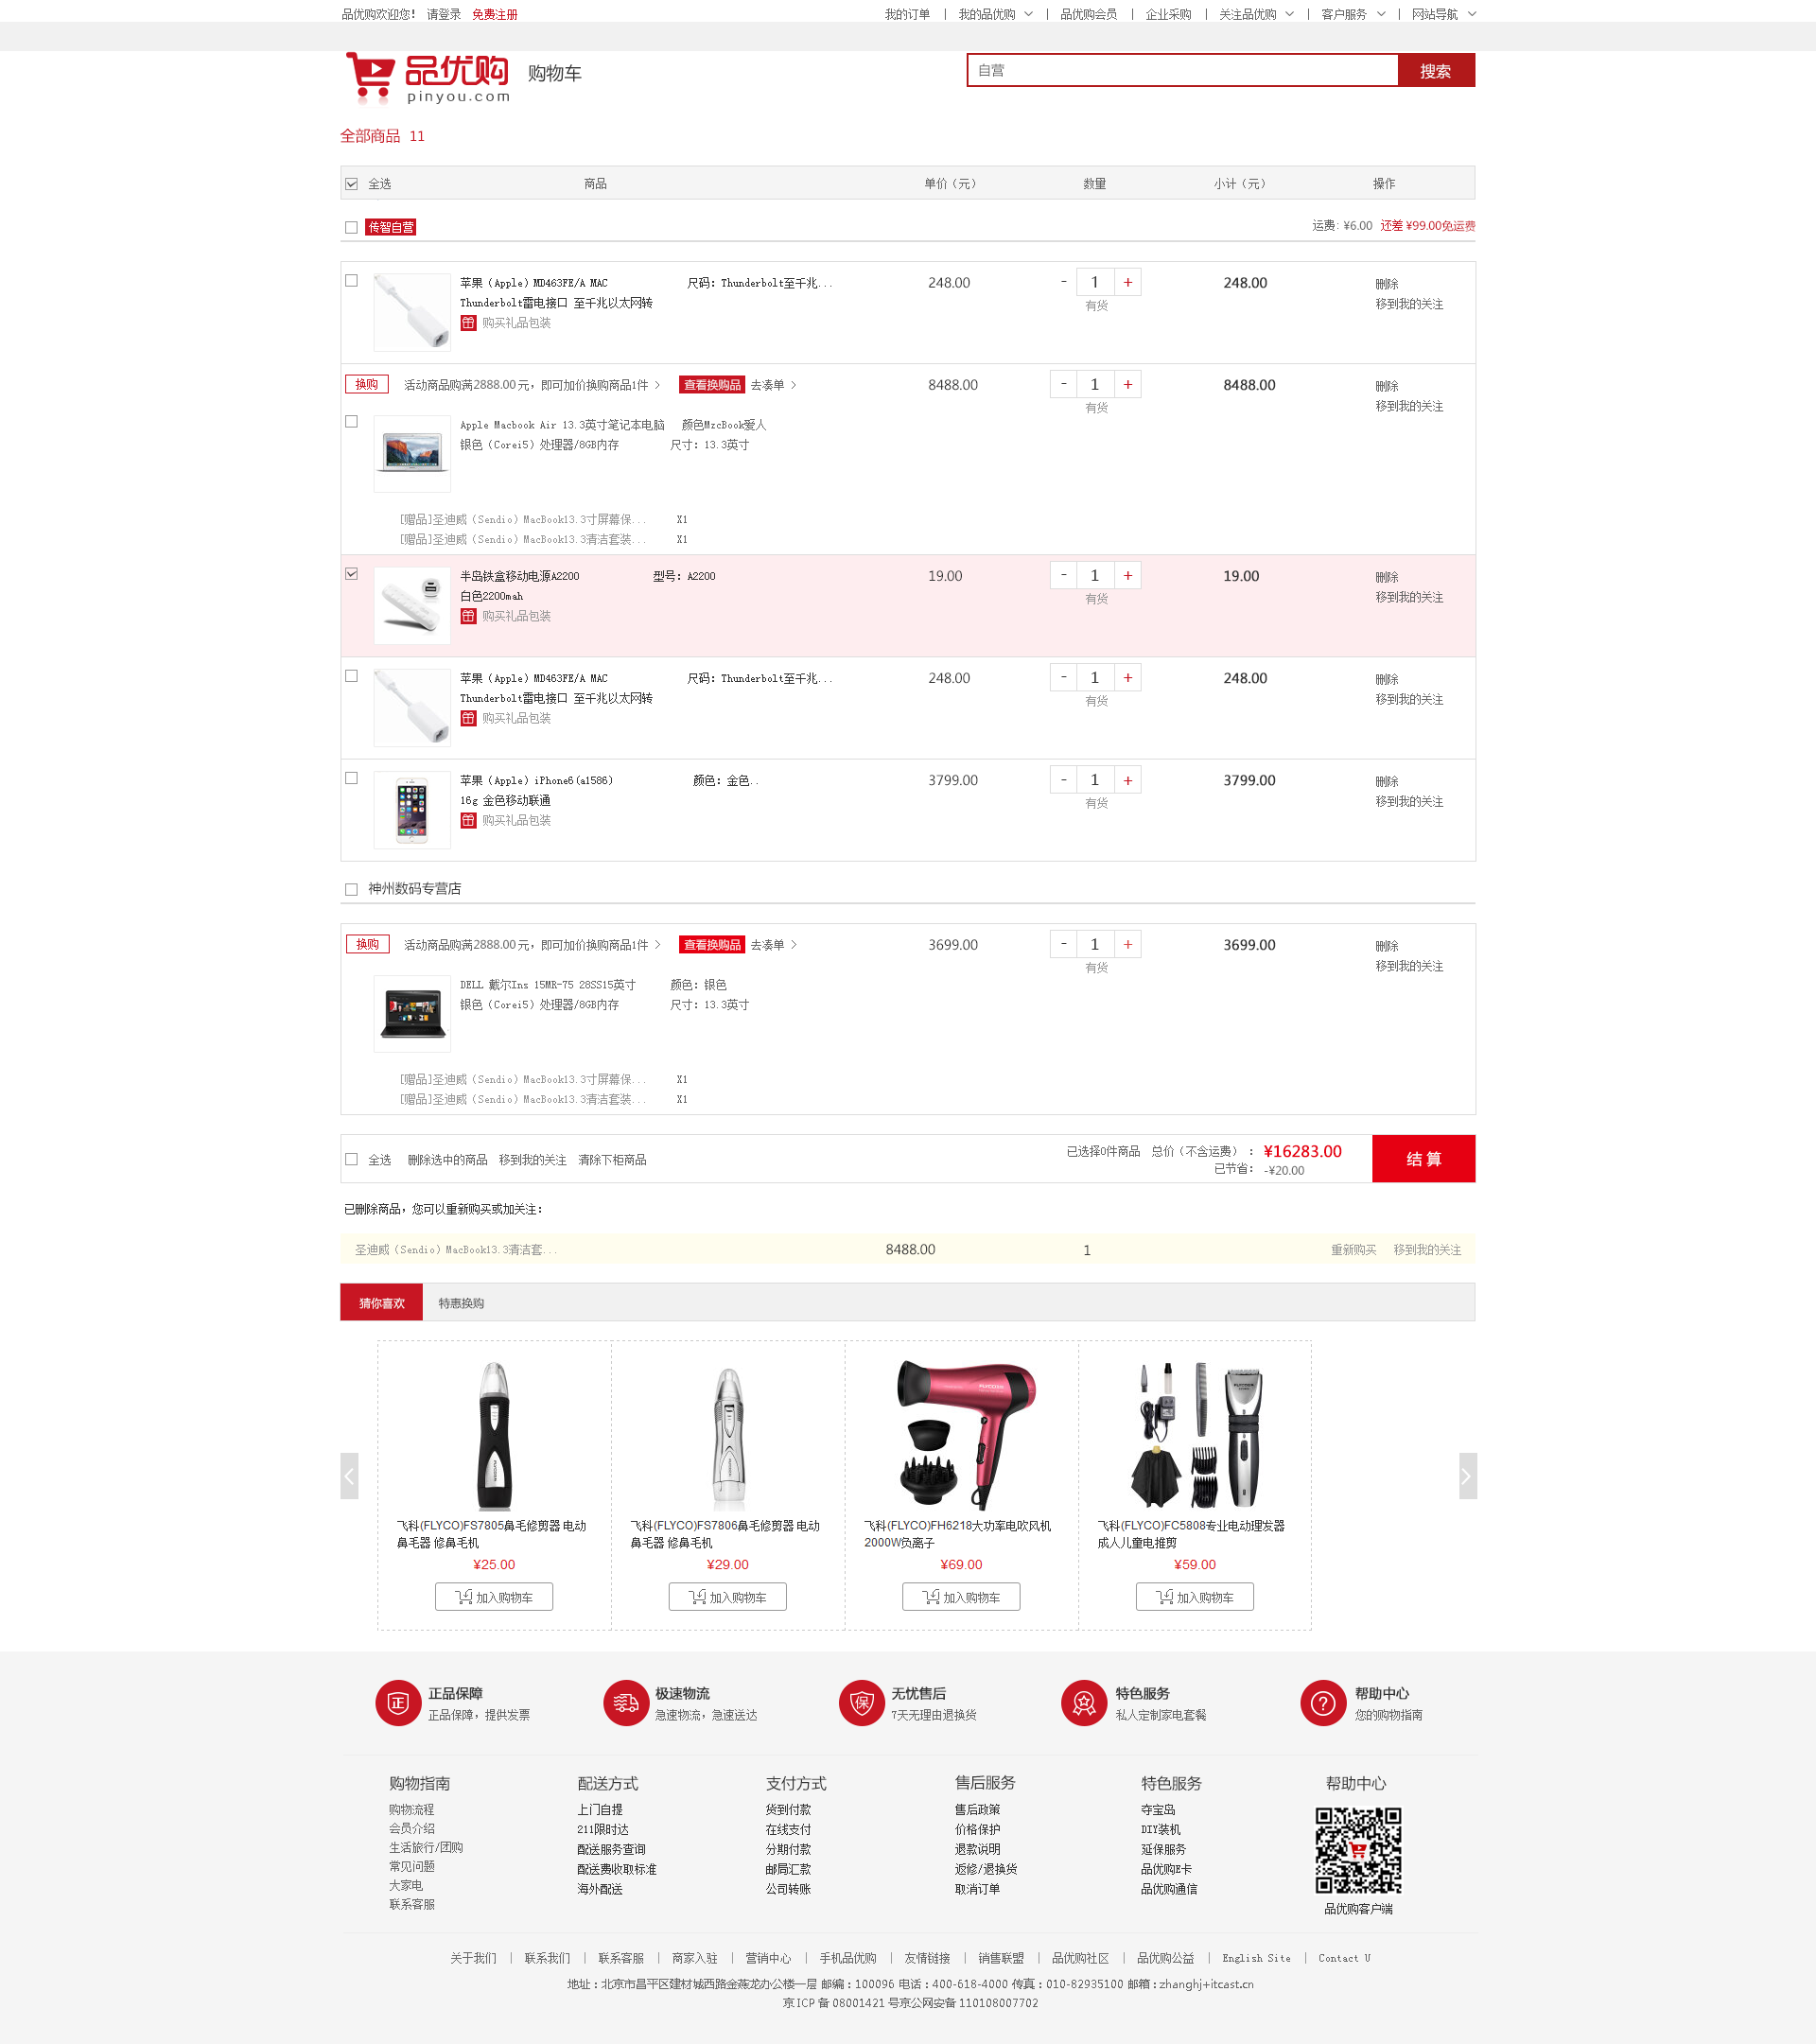 品优购欢迎您! 请登录 免费注册 我的订单 | 我的品优购 | 品优购会员 | 企业采购 | 关注品优购 | 客户服务 | 网站导航
品优购 购物车 自营 搜索
pinyou.com
全部商品 11
全选 商品 单价（元） 数量 小计（元） 操作
传智自营 运费: ¥6.00 还差 ¥99.00免运费
苹果（Apple）MD463FE/A MAC 尺码: Thunderbolt至千兆... 248.00 - 1 + 248.00 删除
Thunderbolt雷电接口 至千兆以太网转 有货 移到我的关注
购买礼品包装
换购 活动商品购满2888.00元, 即可加价换购商品1件 查看换购品 去凑单 8488.00 - 1 + 8488.00 删除
有货 移到我的关注
Apple Macbook Air 13.3英寸笔记本电脑 颜色MzcBook爱人
银色（Corei5）处理器/8GB内存 尺寸: 13.3英寸
[赠品]圣迪威（Sendio）MacBook13.3寸屏幕保... X1
[赠品]圣迪威（Sendio）MacBook13.3清洁套装... X1
半岛铁盒移动电源A2200 型号: A2200 19.00 - 1 + 19.00 删除
白色2200mah 有货 移到我的关注
购买礼品包装
苹果（Apple）MD463FE/A MAC 尺码: Thunderbolt至千兆... 248.00 - 1 + 248.00 删除
Thunderbolt雷电接口 至千兆以太网转 有货 移到我的关注
购买礼品包装
苹果（Apple）iPhone6(a1586) 颜色: 金色.. 3799.00 - 1 + 3799.00 删除
16g 金色移动联通 有货 移到我的关注
购买礼品包装
神州数码专营店
换购 活动商品购满2888.00元, 即可加价换购商品1件 查看换购品 去凑单 3699.00 - 1 + 3699.00 删除
有货 移到我的关注
DELL 戴尔Ins 15MR-75 28SS15英寸 颜色: 银色
银色（Corei5）处理器/8GB内存 尺寸: 13.3英寸
[赠品]圣迪威（Sendio）MacBook13.3寸屏幕保... X1
[赠品]圣迪威（Sendio）MacBook13.3清洁套装... X1
全选 删除选中的商品 移到我的关注 清除下柜商品 已选择0件商品 总价（不含运费） : ¥16283.00 结 算
已节省: -¥20.00
已删除商品, 您可以重新购买或加关注:
圣迪威（Sendio）MacBook13.3清洁套... 8488.00 1 重新购买 移到我的关注
猜你喜欢 特惠换购
飞科(FLYCO)FS7805鼻毛修剪器 电动 飞科(FLYCO)FS7806鼻毛修剪器 电动 飞科(FLYCO)FH6218大功率电吹风机 飞科(FLYCO)FC5808专业电动理发器
鼻毛器 修鼻毛机 鼻毛器 修鼻毛机 2000W负离子 成人儿童电推剪
¥25.00 ¥29.00 ¥69.00 ¥59.00
加入购物车 加入购物车 加入购物车 加入购物车
正 正品保障 极速物流 保 无忧售后 特色服务 ? 帮助中心
正品保障, 提供发票 急速物流, 急速送达 7天无理由退换货 私人定制家电套餐 您的购物指南
购物指南 配送方式 支付方式 售后服务 特色服务 帮助中心
购物流程 上门自提 货到付款 售后政策 夺宝岛
会员介绍 211限时达 在线支付 价格保护 DIY装机
生活旅行/团购 配送服务查询 分期付款 退款说明 延保服务
常见问题 配送费收取标准 邮局汇款 返修/退换货 品优购E卡
大家电 海外配送 公司转账 取消订单 品优购通信
联系客服 品优购客户端
关于我们 | 联系我们 | 联系客服 | 商家入驻 | 营销中心 | 手机品优购 | 友情链接 | 销售联盟 | 品优购社区 | 品优购公益 | English Site | Contact U
地址：北京市昌平区建材城西路金燕龙办公楼一层 邮编：100096 电话：400-618-4000 传真：010-82935100 邮箱：zhanghj+itcast.cn
京 ICP 备 08001421 号京公网安备 110108007702